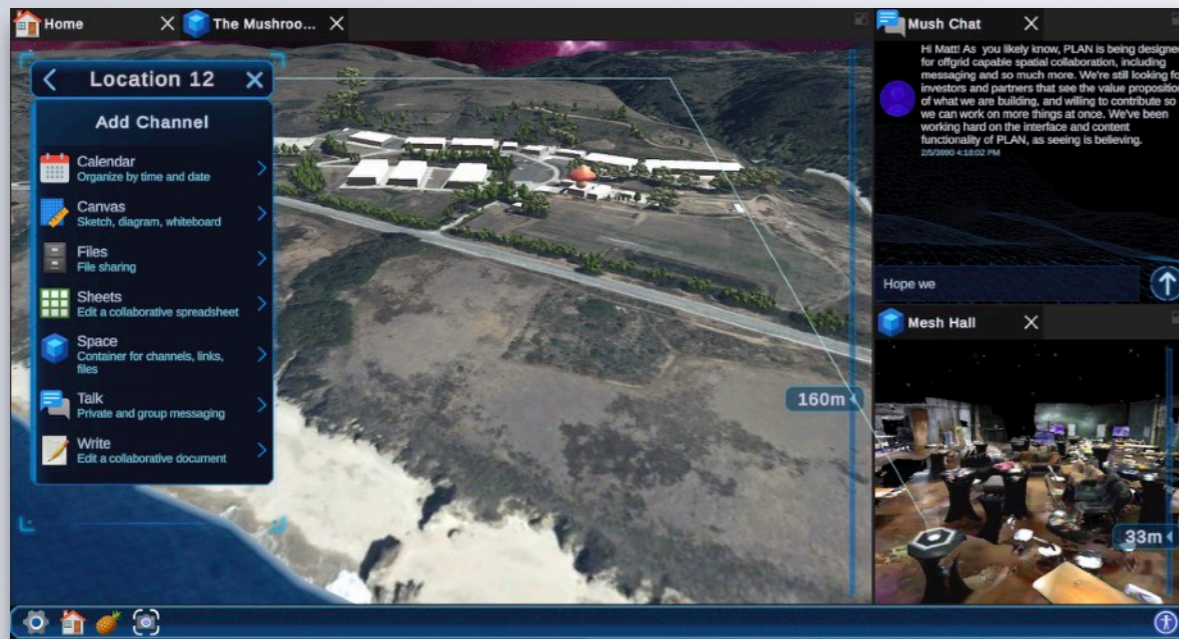 Home
The Mushroo...
Location 12
Add Channel
Calendar
Organize by time and date
Canvas
Sketch, diagram, whiteboard
Files
File sharing
Sheets
Edit a collaborative spreadsheet
Space
Container for channels, links,
files
Talk
Private and group messaging
Write
Edit a collaborative document
160m
Mush Chat
Hi Matt! As you likely know, PLAN is being designe
for offgrid capable spatial collaboration, including
messaging and so much more. We're still looking fo
investors and partners that see the value proposition
of what we are building, and willing to contribute so
we can work on more things at once. We've been
working hard on the interface and content
functionality of PLAN, as seeing is believing.
2/5/3990 4:18:02 PM
Hope we
Mesh Hall
33m